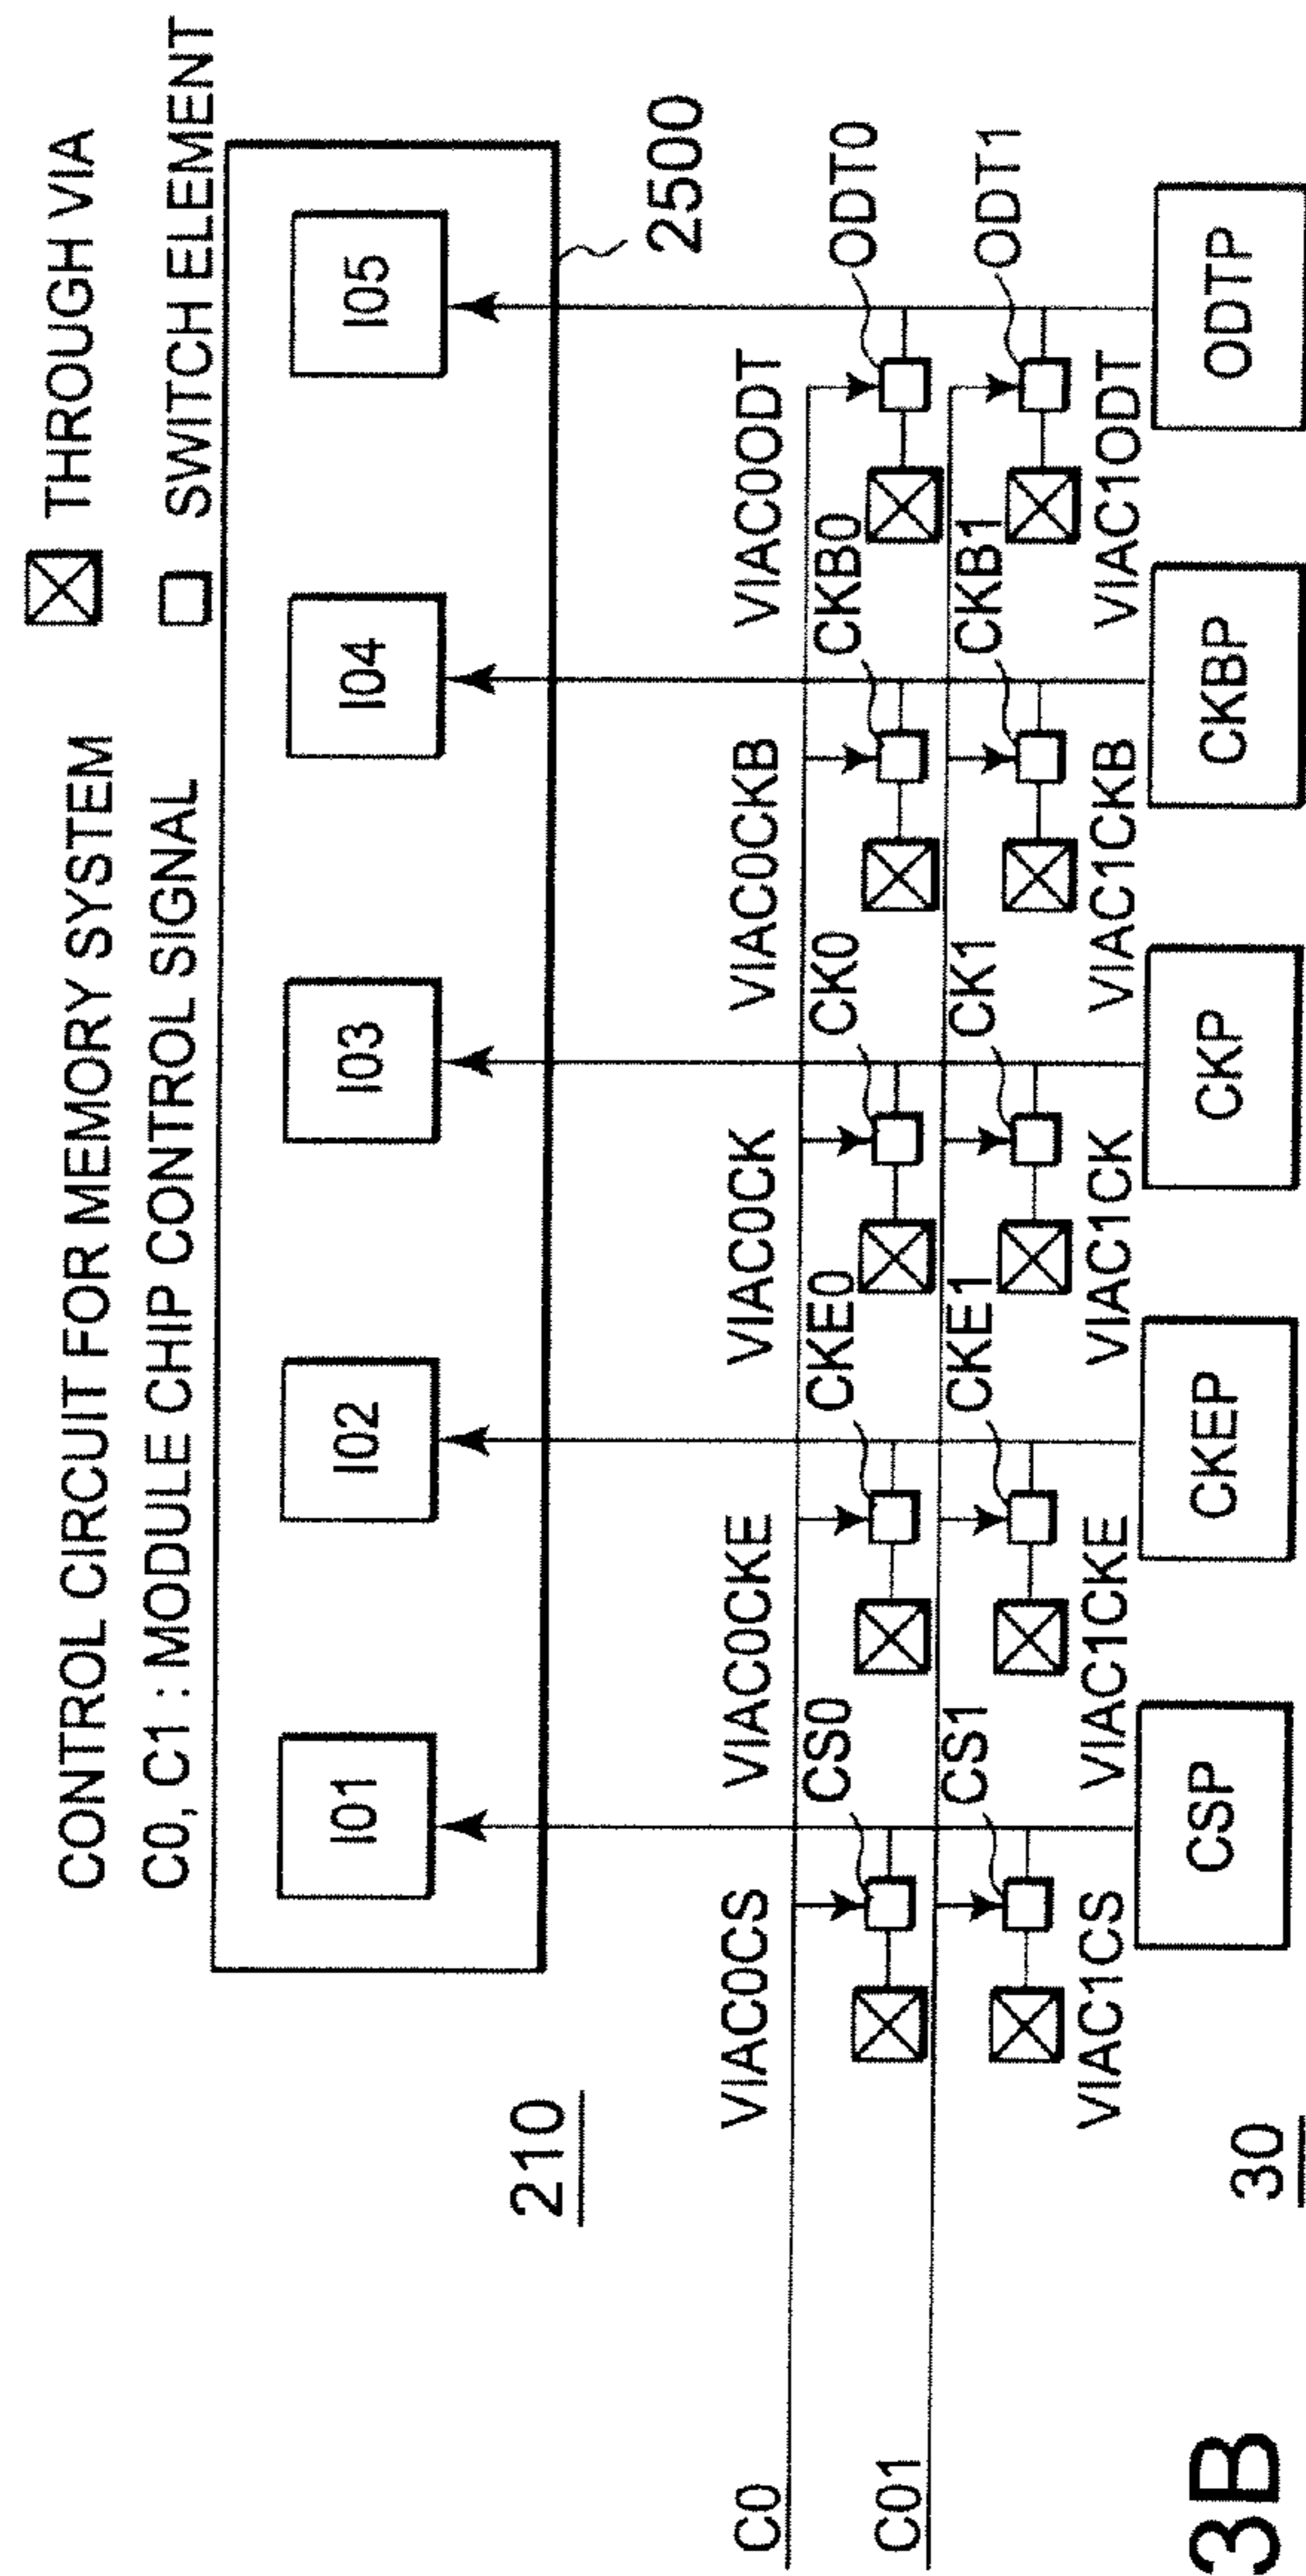 CONTROL CIRCUIT FOR MEMORY SYSTEM
THROUGH VIA
C0, C1 : MODULE CHIP CONTROL SIGNAL
SWITCH ELEMENT
I01
I02
I03
I04
I05
210
2500
VIAC0CS
VIAC0CKE
VIAC0CK
VIAC0CKB
VIAC0ODT
C0
CS0
CKE0
CK0
CKB0
ODT0
C01
CS1
CKE1
CK1
CKB1
ODT1
VIAC1CS
VIAC1CKE
VIAC1CK
VIAC1CKB
VIAC1ODT
CSP
CKEP
CKP
CKBP
ODTP
30
3B